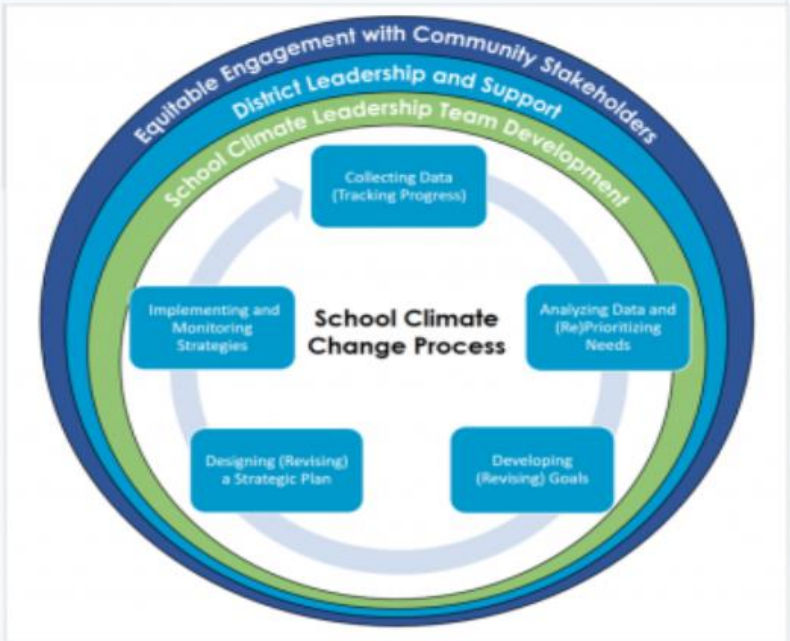 Equitable Engagement with Community Stakeholders
District Leadership and Support
School Climate Leadership Team Development
Collecting Data
(Tracking Progress)
Analyzing Data and
(Re)Prioritizing
Needs
Developing
(Revising) Goals
Designing (Revising)
a Strategic Plan
Implementing and
Monitoring
Strategies
School Climate
Change Process